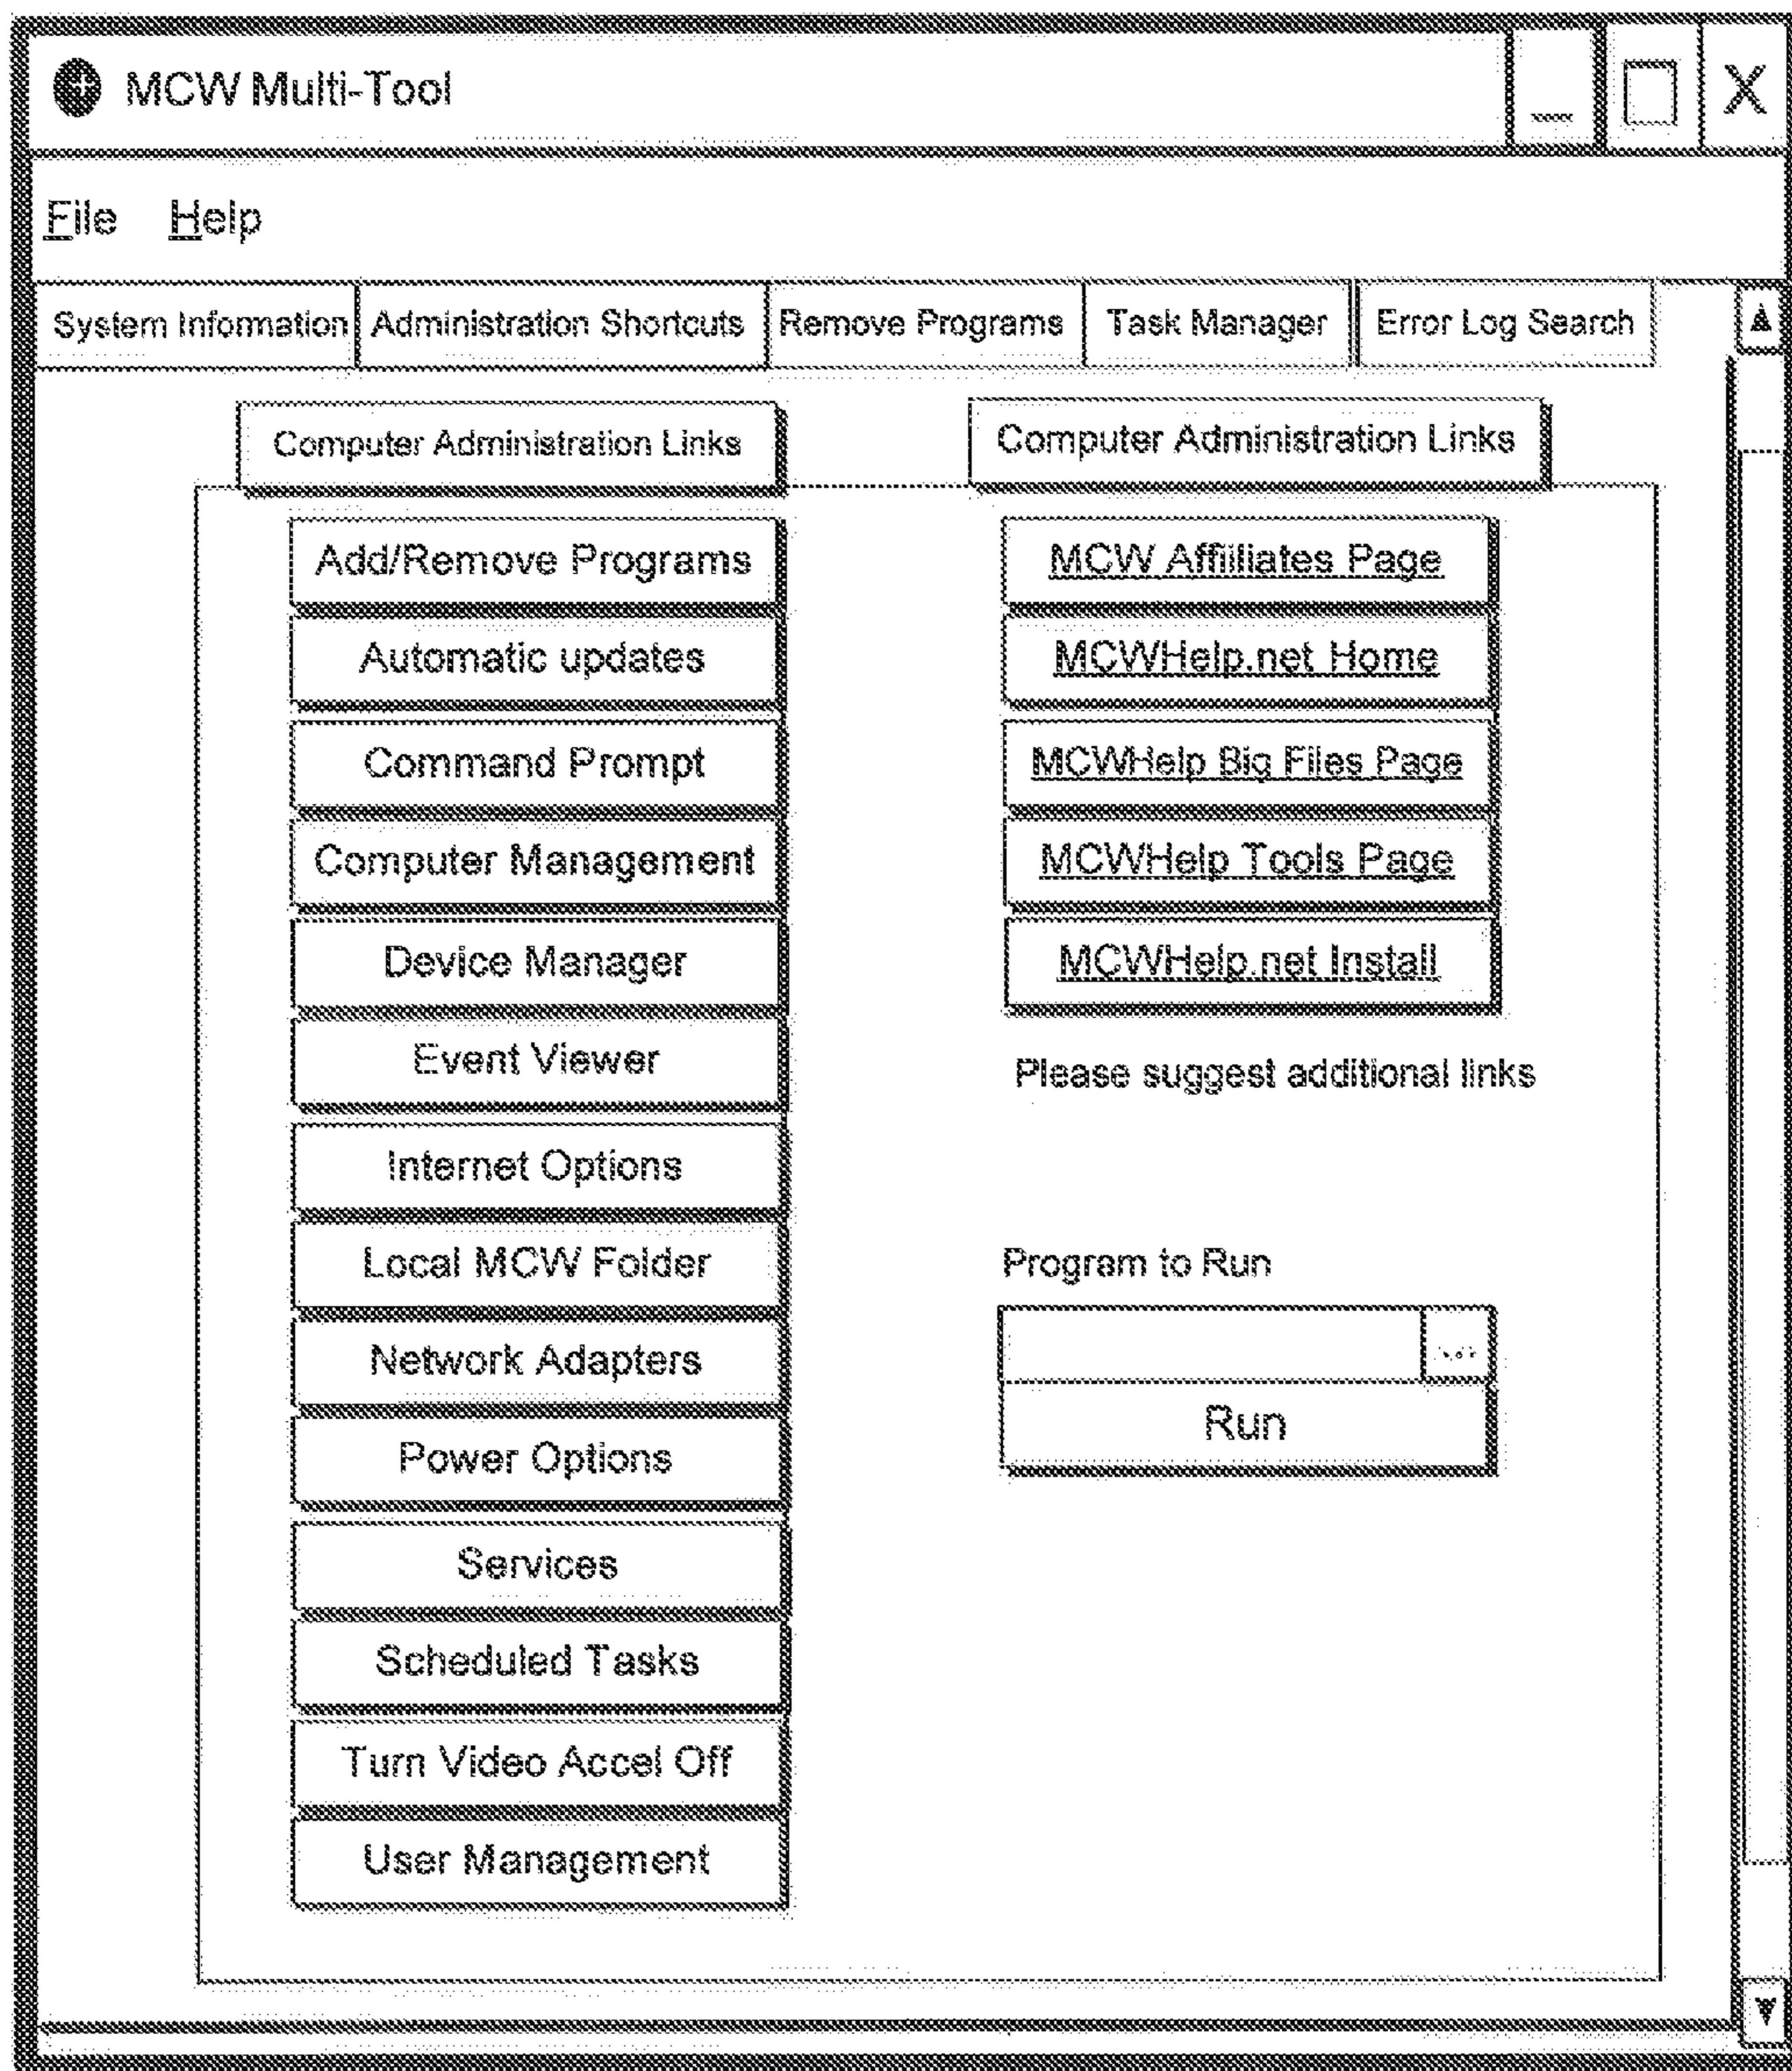 MCW Multi-Tool
File Help
System Information Administration Shortcuts Remove Programs Task Manager Error Log Search
Computer Administration Links
Add/Remove Programs
Automatic updates
Command Prompt
Computer Management
Device Manager
Event Viewer
Internet Options
Local MCW Folder
Network Adapters
Power Options
Services
Scheduled Tasks
Turn Video Accel Off
User Management
Computer Administration Links
MCW Affilliates Page
MCWHelp.net Home
MCWHelp Big Files Page
MCWHelp Tools Page
MCWHelp.net Install
Please suggest additional links
Program to Run
...
Run